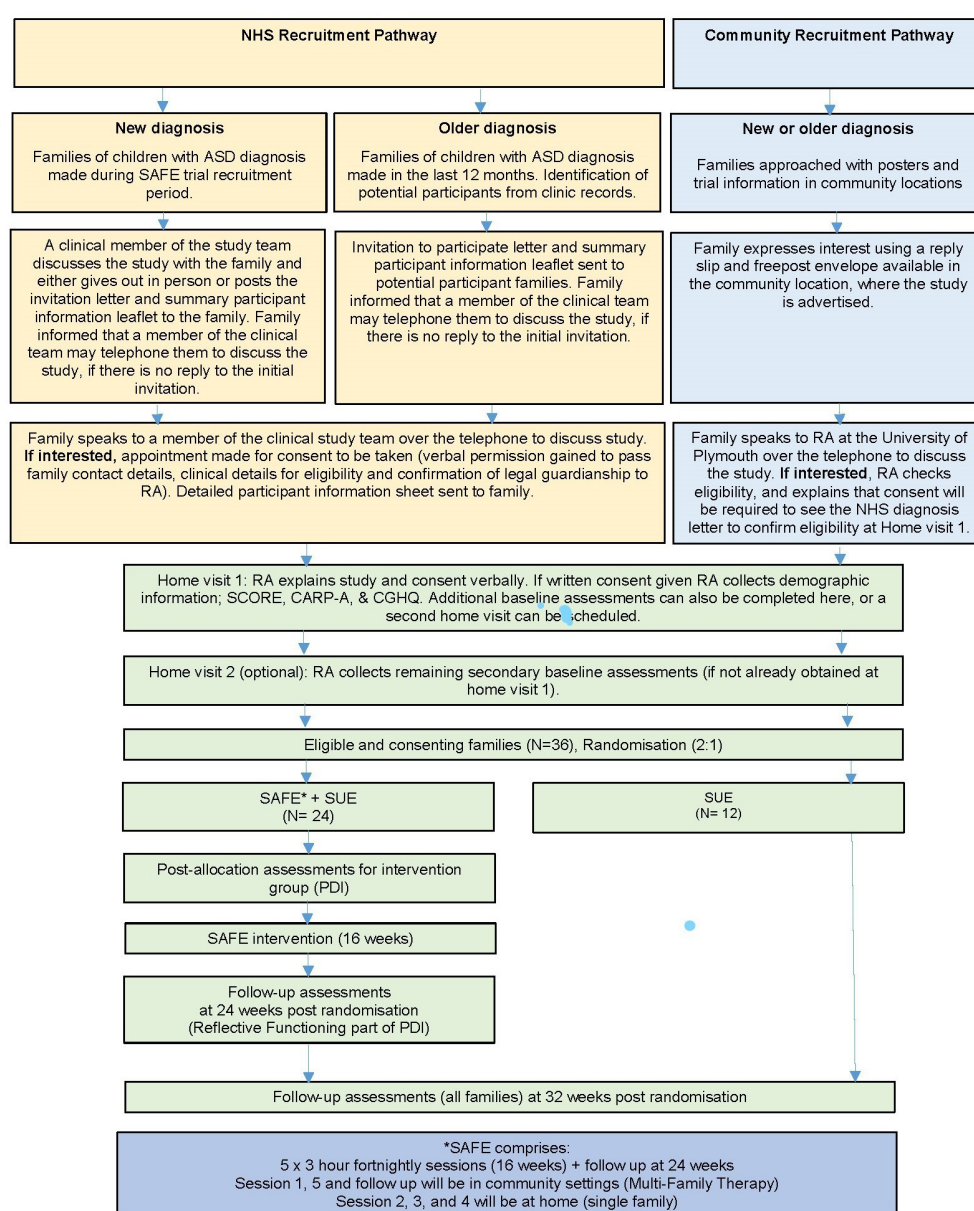 NHS Recruitment Pathway
Community Recruitment Pathway
New diagnosis
Families of children with ASD diagnosis
made during SAFE trial recruitment
period.
Older diagnosis
Families of children with ASD diagnosis
made in the last 12 months. Identification of
potential participants from clinic records.
New or older diagnosis
Families approached with posters and
trial information in community locations
A clinical member of the study team
discusses the study with the family and
either gives out in person or posts the
invitation letter and summary participant
information leaflet to the family. Family
informed that a member of the clinical
team may telephone them to discuss the
study, if there is no reply to the initial
invitation.
Invitation to participate letter and summary
participant information leaflet sent to
potential participant families. Family
informed that a member of the clinical team
may telephone them to discuss the study, if
there is no reply to the initial invitation.
Family expresses interest using a reply
slip and freepost envelope available in
the community location, where the study
is advertised.
Family speaks to a member of the clinical study team over the telephone to discuss study.
If interested, appointment made for consent to be taken (verbal permission gained to pass
family contact details, clinical details for eligibility and confirmation of legal guardianship to
RA). Detailed participant information sheet sent to family.
Family speaks to RA at the University of
Plymouth over the telephone to discuss
the study. If interested, RA checks
eligibility, and explains that consent will
be required to see the NHS diagnosis
letter to confirm eligibility at Home visit 1.
Home visit 1: RA explains study and consent verbally. If written consent given RA collects demographic
information; SCORE, CARP-A, & CGHQ. Additional baseline assessments can also be completed here, or a
second home visit can be scheduled.
Home visit 2 (optional): RA collects remaining secondary baseline assessments (if not already obtained at
home visit 1).
Eligible and consenting families (N=36), Randomisation (2:1)
SAFE* + SUE
(N= 24)
SUE
(N= 12)
Post-allocation assessments for intervention
group (PDI)
SAFE intervention (16 weeks)
Follow-up assessments
at 24 weeks post randomisation
(Reflective Functioning part of PDI)
Follow-up assessments (all families) at 32 weeks post randomisation
*SAFE comprises:
5 x 3 hour fortnightly sessions (16 weeks) + follow up at 24 weeks
Session 1, 5 and follow up will be in community settings (Multi-Family Therapy)
Session 2, 3, and 4 will be at home (single family)